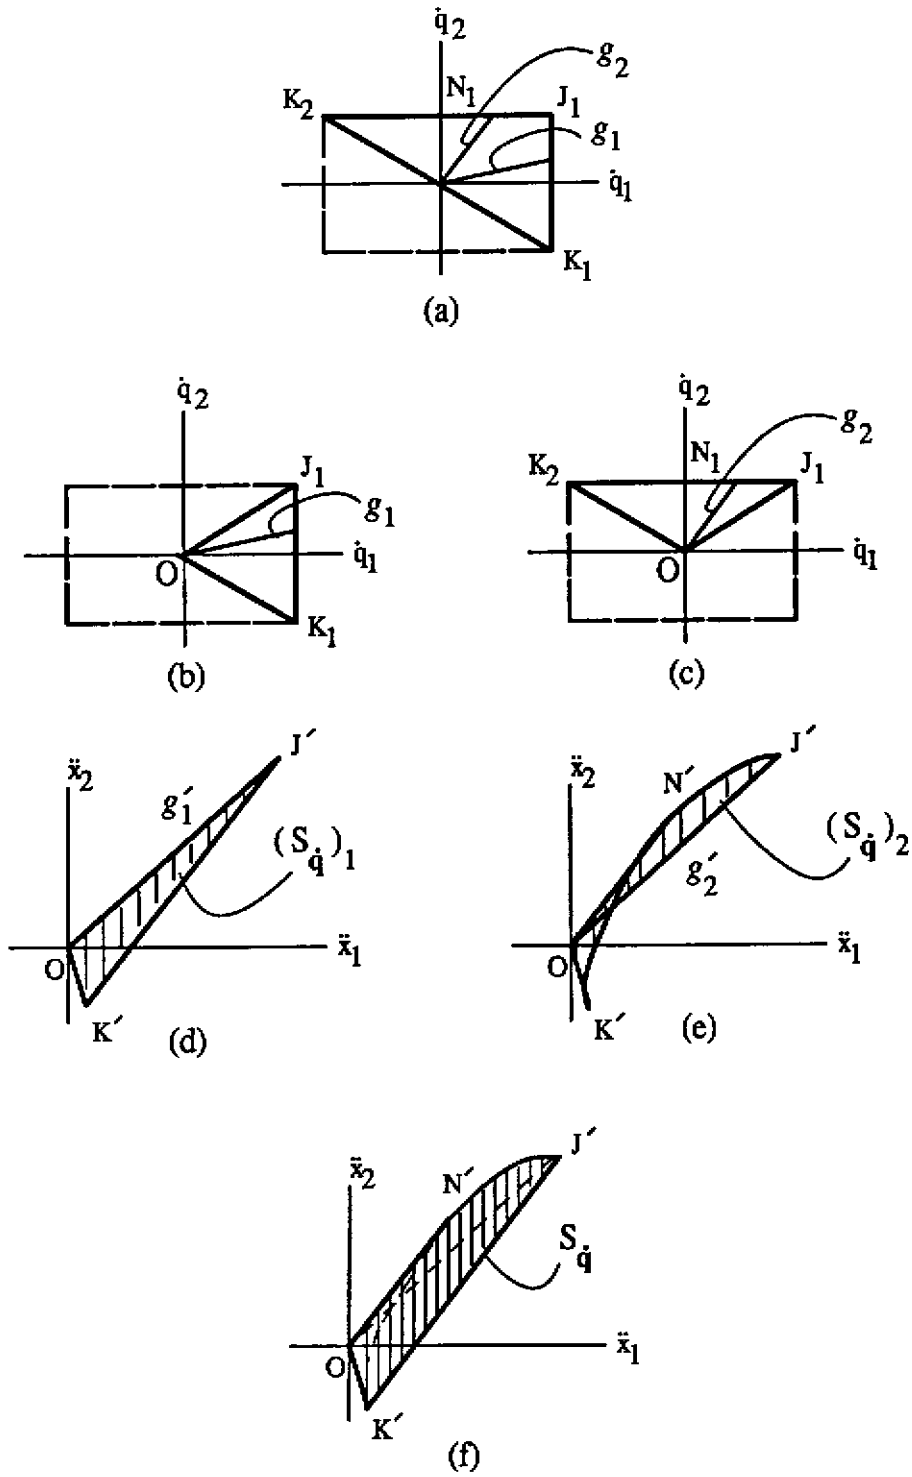 q̇2
g2
K2
N1
J1
g1
q̇1
K1
(a)
q̇2
J1
g1
O
q̇1
K1
(b)
q̇2
g2
K2
N1
J1
O
q̇1
(c)
J′
ẍ2
g′1
(Sq̇)1
O
ẍ1
K′
(d)
J′
ẍ2
N′
(Sq̇)2
g′2
O
ẍ1
K′
(e)
J′
ẍ2
N′
Sq̇
O
ẍ1
K′
(f)